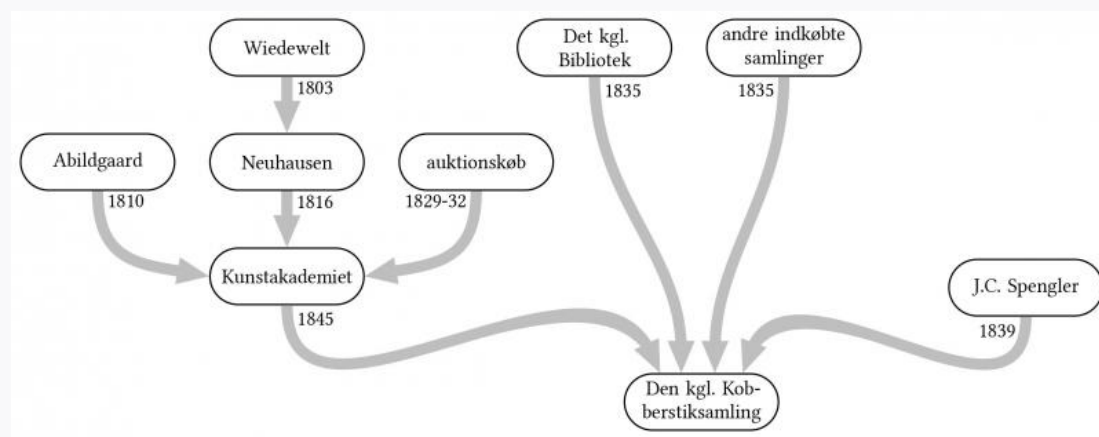 Wiedewelt
1803
Det kgl.
Bibliotek
1835
andre indkøbte
samlinger
1835
Abildgaard
1810
Neuhausen
1816
auktionskøb
1829-32
Kunstakademiet
1845
J.C. Spengler
1839
Den kgl. Kob-
berstiksamling